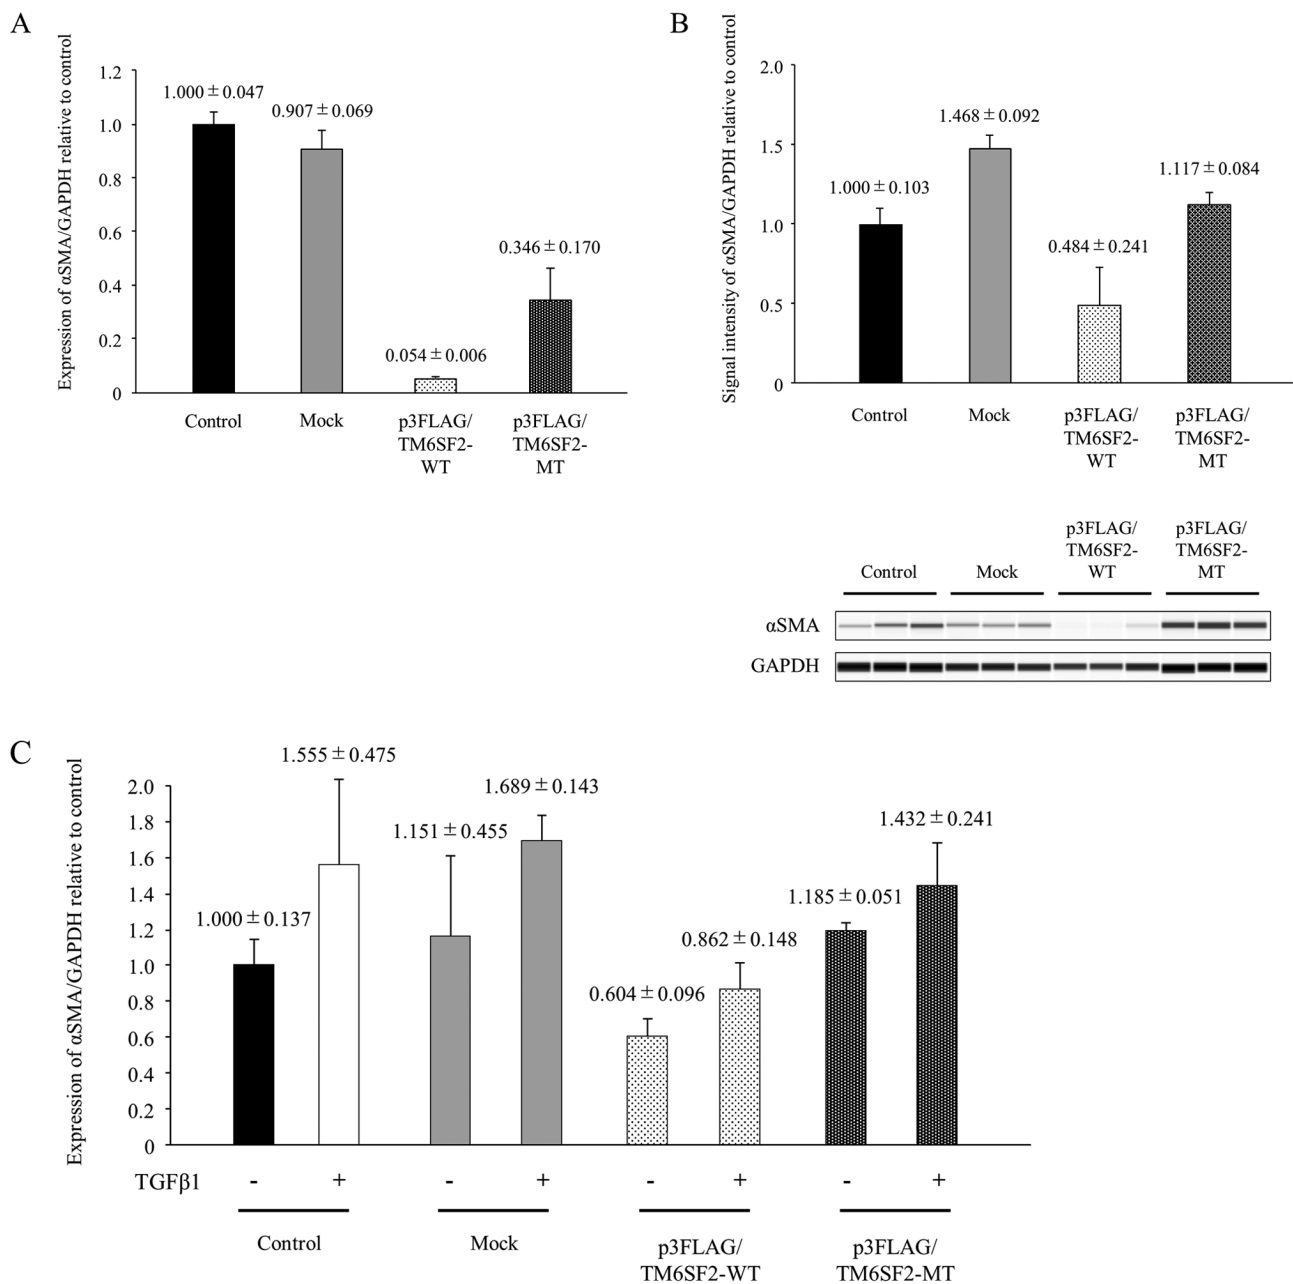 A
Expression of αSMA/GAPDH relative to control
1.2
1.0
0.8
0.6
0.4
0.2
0
1.000±0.047
0.907±0.069
0.054±0.006
0.346±0.170
Control
Mock
p3FLAG/
TM6SF2-
WT
p3FLAG/
TM6SF2-
MT
B
Signal intensity of αSMA/GAPDH relative to control
2.0
1.5
1.0
0.5
0
1.000±0.103
1.468±0.092
0.484±0.241
1.117±0.084
Control
Mock
p3FLAG/
TM6SF2-
WT
p3FLAG/
TM6SF2-
MT
Control
Mock
p3FLAG/
TM6SF2-
WT
p3FLAG/
TM6SF2-
MT
αSMA
GAPDH
C
Expression of αSMA/GAPDH relative to control
2.0
1.8
1.6
1.4
1.2
1.0
0.8
0.6
0.4
0.2
0
1.000±0.137
1.555±0.475
1.151±0.455
1.689±0.143
0.604±0.096
0.862±0.148
1.185±0.051
1.432±0.241
TGFβ1 - + - + - + - +
Control
Mock
p3FLAG/
TM6SF2-WT
p3FLAG/
TM6SF2-MT